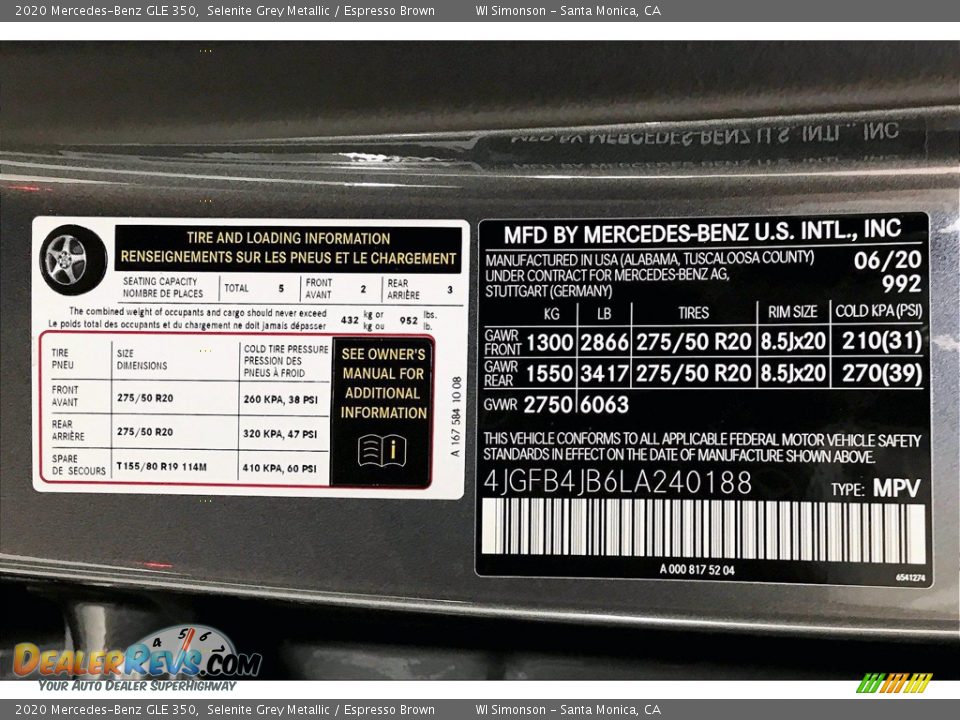 2020 Mercedes-Benz GLE 350, Selenite Grey Metallic / Espresso Brown WI Simonson - Santa Monica, CA
MFD BY MERCEDES-BENZ U.S. INTL., INC
TIRE AND LOADING INFORMATION
RENSEIGNEMENTS SUR LES PNEUS ET LE CHARGEMENT
SEATING CAPACITY
NOMBRE DE PLACES
TOTAL 5
FRONT
AVANT 2
REAR
ARRIÈRE 3
The combined weight of occupants and cargo should never exceed
Le poids total des occupants et du chargement ne doit jamais dépasser
432 kg or
kg ou
952 lbs.
lb.
TIRE
PNEU
SIZE
DIMENSIONS
COLD TIRE PRESSURE
PRESSION DES
PNEUS À FROID
FRONT
AVANT
275/50 R20
260 KPA, 38 PSI
REAR
ARRIÈRE
275/50 R20
320 KPA, 47 PSI
SPARE
DE SECOURS
T155/80 R19 114M
410 KPA, 60 PSI
SEE OWNER'S
MANUAL FOR
ADDITIONAL
INFORMATION
i
A 167 584 10 08
MFD BY MERCEDES-BENZ U.S. INTL., INC
MANUFACTURED IN USA (ALABAMA, TUSCALOOSA COUNTY)
UNDER CONTRACT FOR MERCEDES-BENZ AG,
STUTTGART (GERMANY)
06/20
992
KG LB TIRES RIM SIZE COLD KPA(PSI)
GAWR
FRONT 1300 2866 275/50 R20 8.5Jx20 210(31)
GAWR
REAR 1550 3417 275/50 R20 8.5Jx20 270(39)
GVWR 2750 6063
THIS VEHICLE CONFORMS TO ALL APPLICABLE FEDERAL MOTOR VEHICLE SAFETY
STANDARDS IN EFFECT ON THE DATE OF MANUFACTURE SHOWN ABOVE.
4JGFB4JB6LA240188 TYPE: MPV
A 000 817 52 04
6541274
4 5 6
DEALERREVS.COM
YOUR AUTO DEALER SUPERHIGHWAY
2020 Mercedes-Benz GLE 350, Selenite Grey Metallic / Espresso Brown WI Simonson - Santa Monica, CA